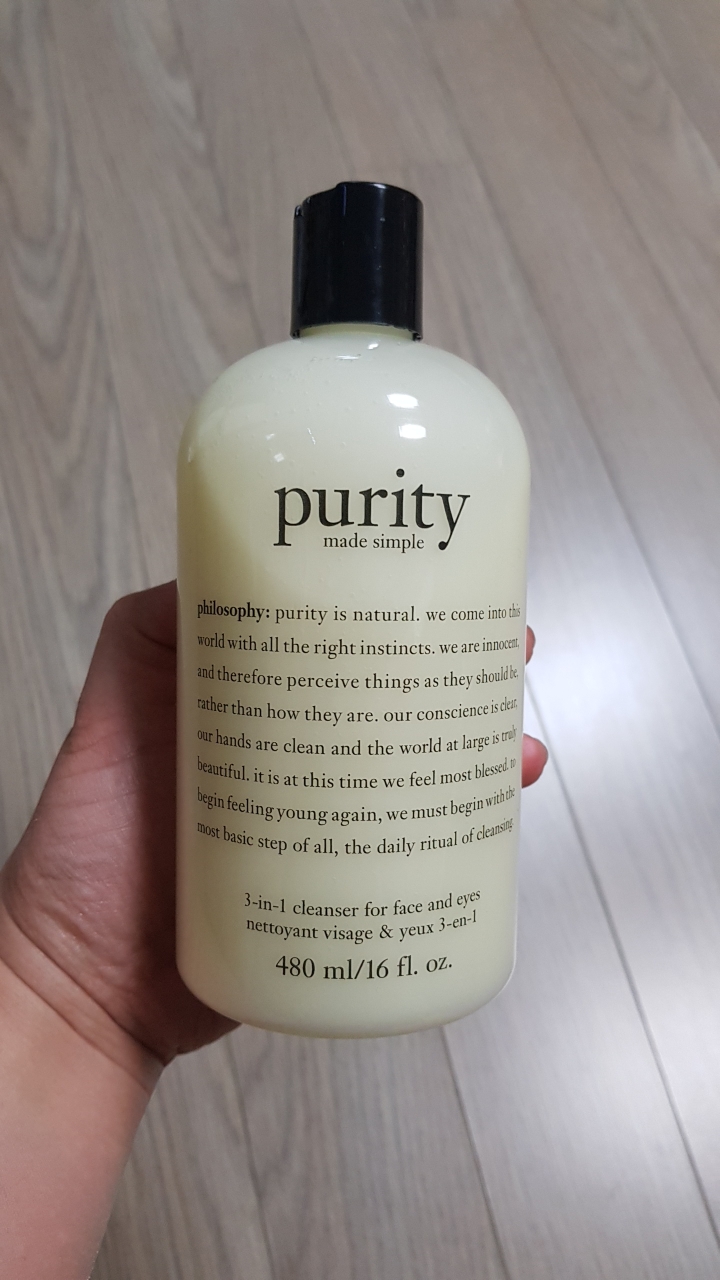 purity
made simple
philosophy: purity is natural. we come into this
world with all the right instincts. we are innocent,
and therefore perceive things as they should be,
rather than how they are. our conscience is clear,
our hands are clean and the world at large is truly
beautiful. it is at this time we feel most blessed. to
begin feeling young again, we must begin with the
most basic step of all, the daily ritual of cleansing.
3-in-1 cleanser for face and eyes
nettoyant visage & yeux 3-en-1
480 ml/16 fl. oz.